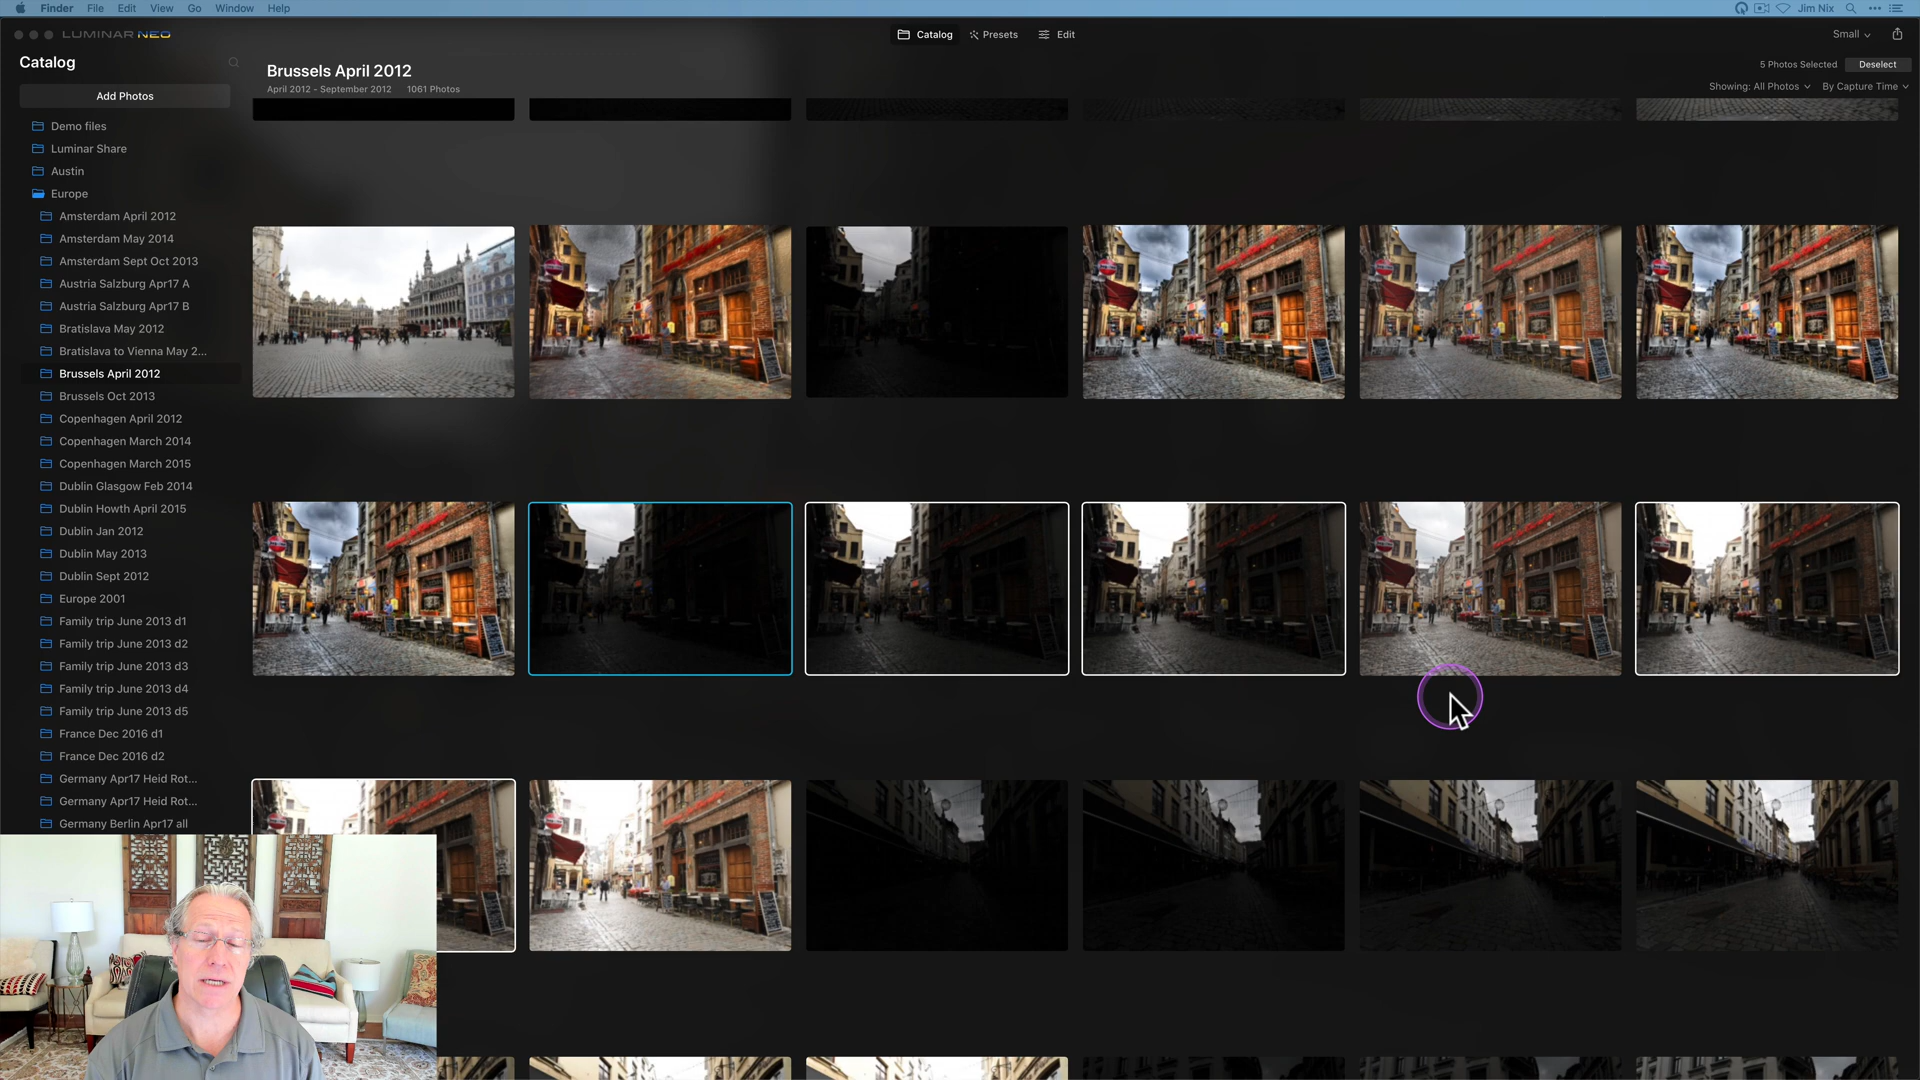 Finder File Edit View Go Window Help Jim Nix
LUMINAR NEO Catalog Presets Edit Small
Catalog
Brussels April 2012
April 2012 - September 2012 1061 Photos
5 Photos Selected Deselect
Showing: All Photos By Capture Time
Add Photos
Demo files
Luminar Share
Austin
Europe
Amsterdam April 2012
Amsterdam May 2014
Amsterdam Sept Oct 2013
Austria Salzburg Apr17 A
Austria Salzburg Apr17 B
Bratislava May 2012
Bratislava to Vienna May 2...
Brussels April 2012
Brussels Oct 2013
Copenhagen April 2012
Copenhagen March 2014
Copenhagen March 2015
Dublin Glasgow Feb 2014
Dublin Howth April 2015
Dublin Jan 2012
Dublin May 2013
Dublin Sept 2012
Europe 2001
Family trip June 2013 d1
Family trip June 2013 d2
Family trip June 2013 d3
Family trip June 2013 d4
Family trip June 2013 d5
France Dec 2016 d1
France Dec 2016 d2
Germany Apr17 Heid Rot...
Germany Apr17 Heid Rot...
Germany Berlin Apr17 all